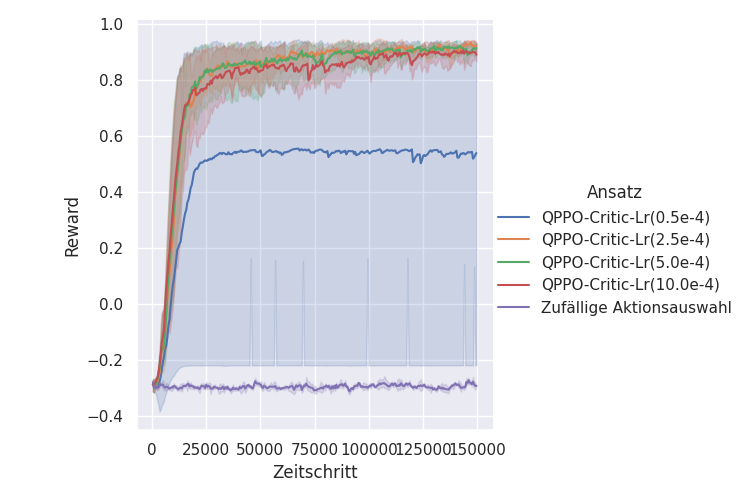 1.0
0.8
0.6
0.4
0.2
0.0
−0.2
−0.4
Reward
0 25000 50000 75000 100000 125000 150000
Zeitschritt
Ansatz
QPPO-Critic-Lr(0.5e-4)
QPPO-Critic-Lr(2.5e-4)
QPPO-Critic-Lr(5.0e-4)
QPPO-Critic-Lr(10.0e-4)
Zufällige Aktionsauswahl